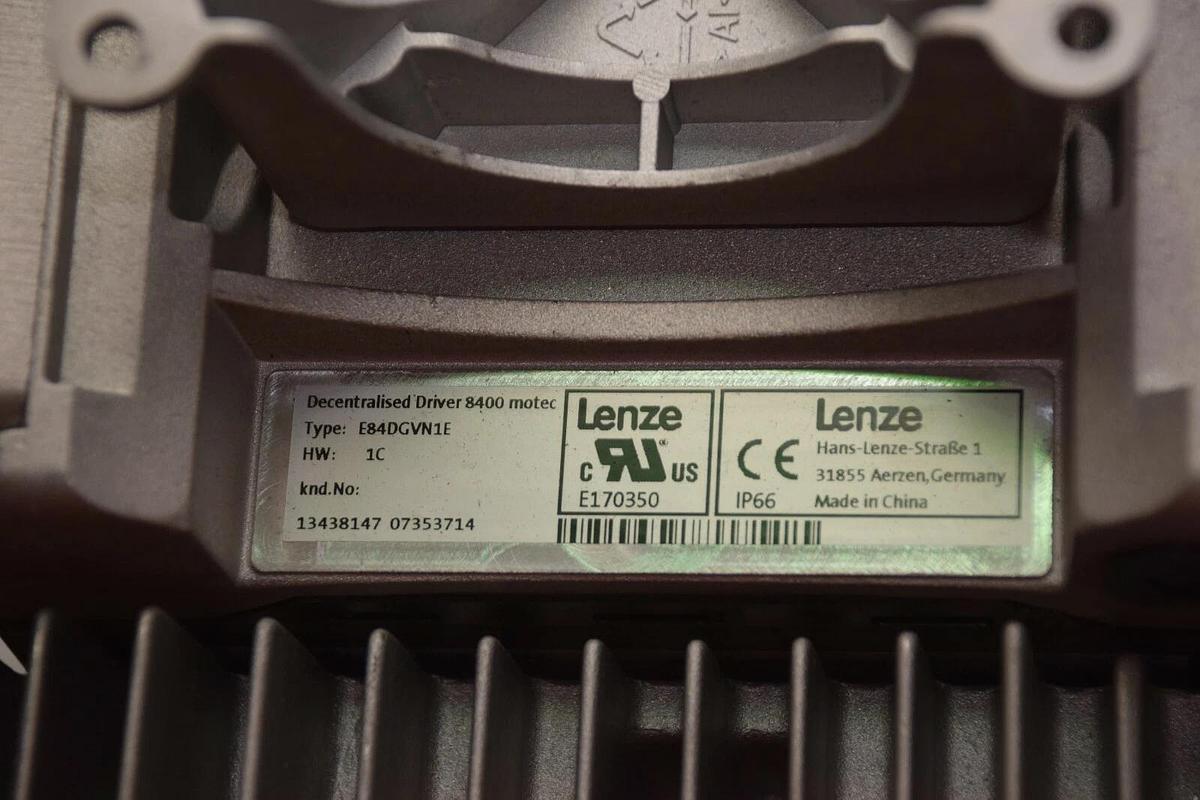 Decentralised Driver 8400 motec
Type: E84DGVN1E
HW: 1C
knd.No:
13438147 07353714
Lenze
c RU® US
E170350
Lenze
CE
Hans-Lenze-Straße 1
31855 Aerzen,Germany
IP66
Made in China